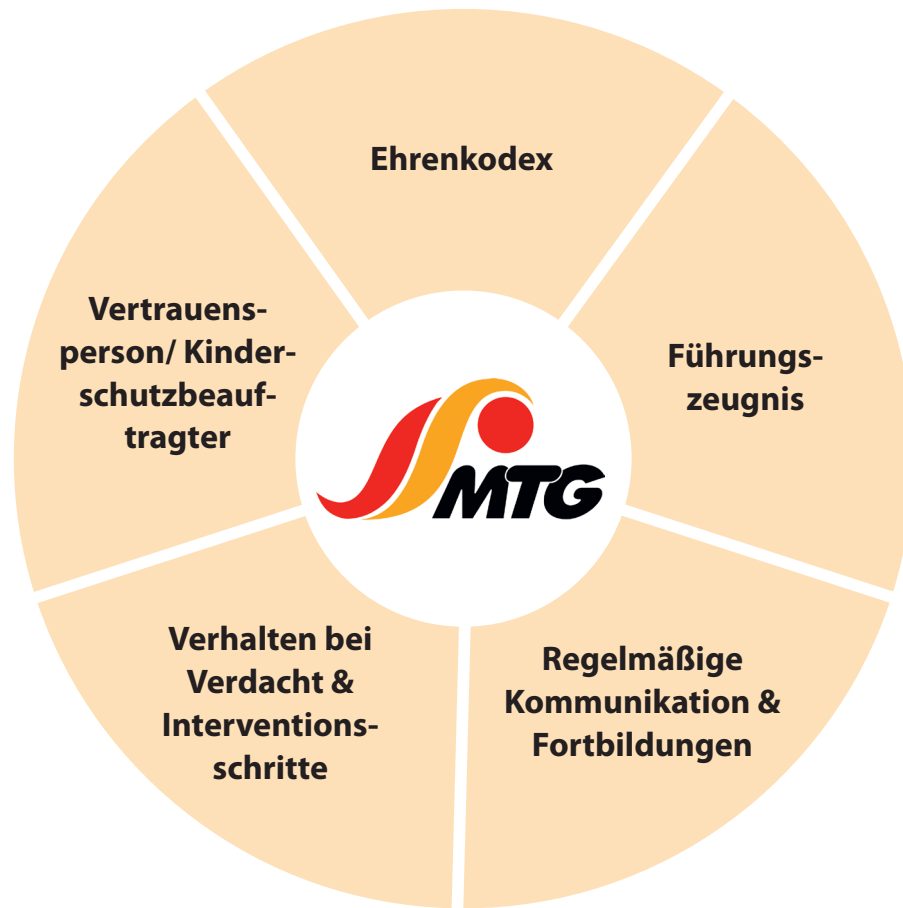 Ehrenkodex
Führungs-
zeugnis
Regelmäßige
Kommunikation &
Fortbildungen
Verhalten bei
Verdacht &
Interventions-
schritte
Vertrauens-
person/ Kinder-
schutzbeauf-
tragter
MTG